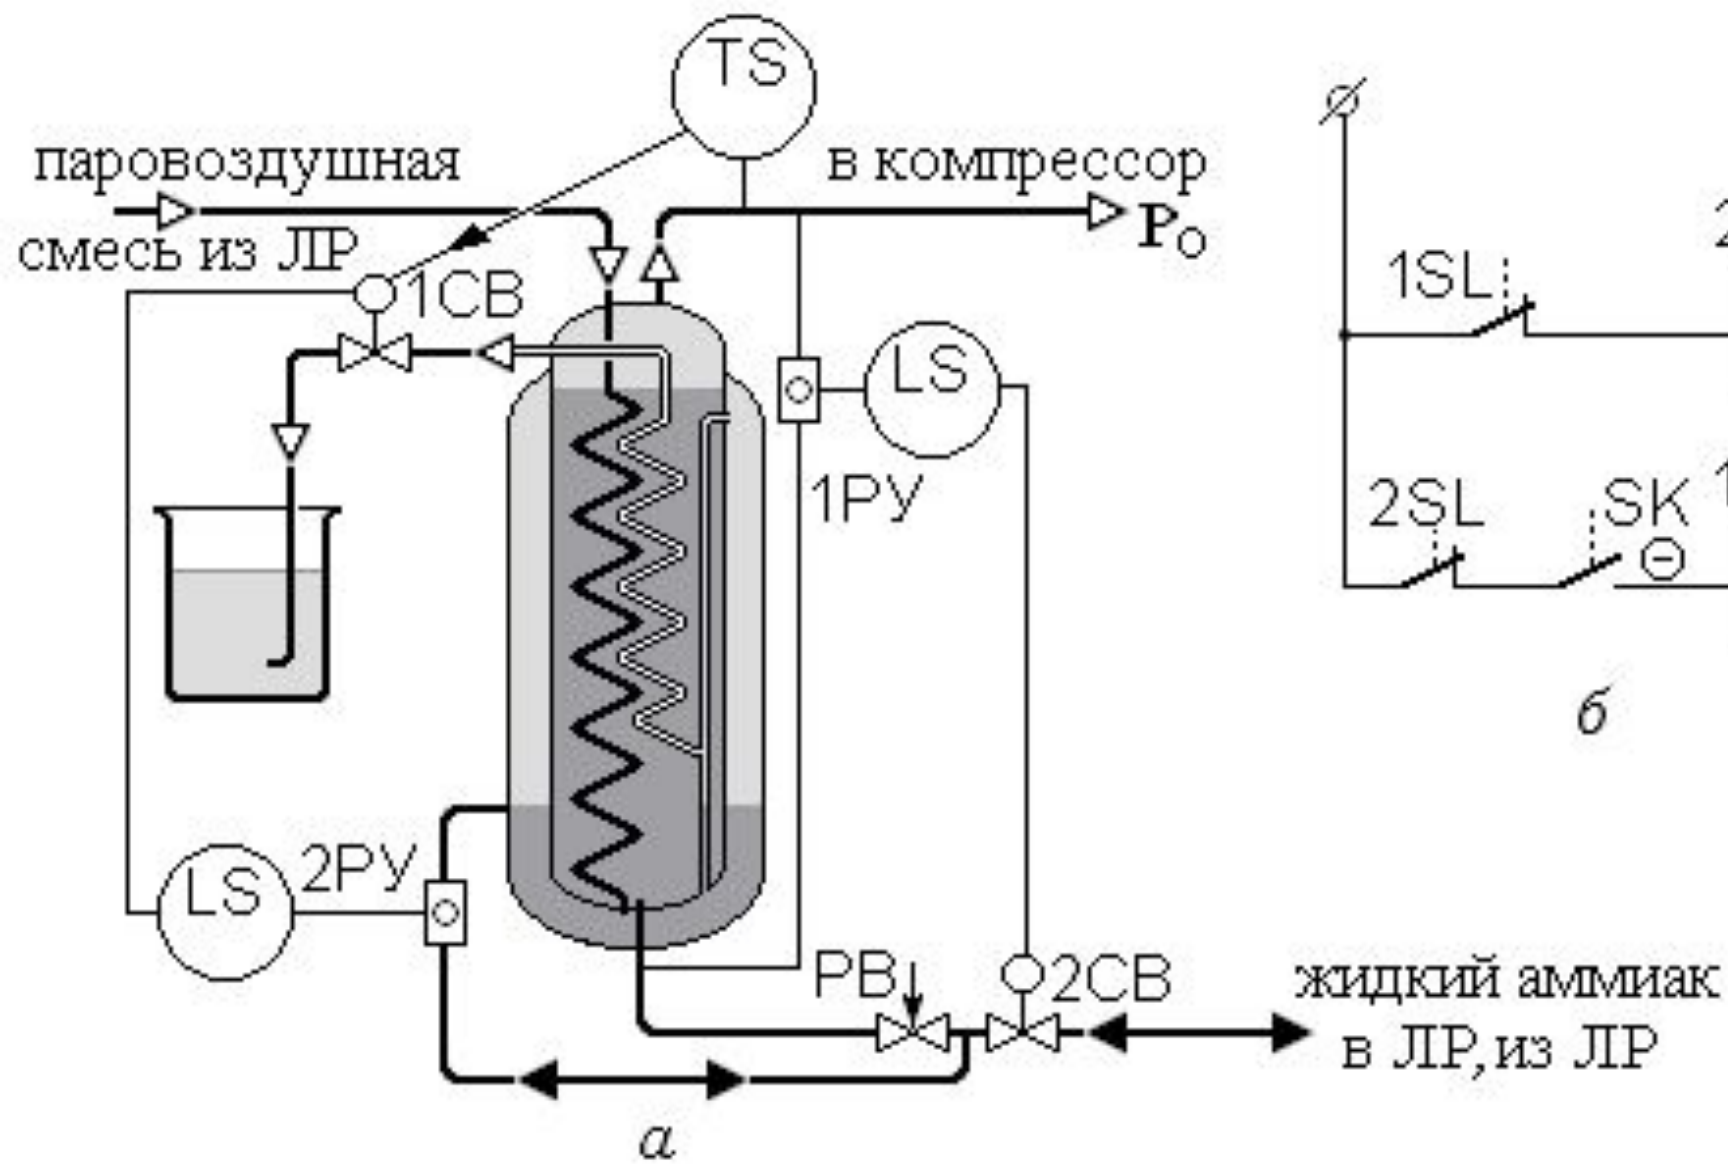 TS
паровоздушная
в компрессор
Pо
смесь из ЛР
1СВ
1SL
LS
1РУ
2SL
SK
2РУ
LS
РВ
2СВ
жидкий аммиак
в ЛР, из ЛР
а
б